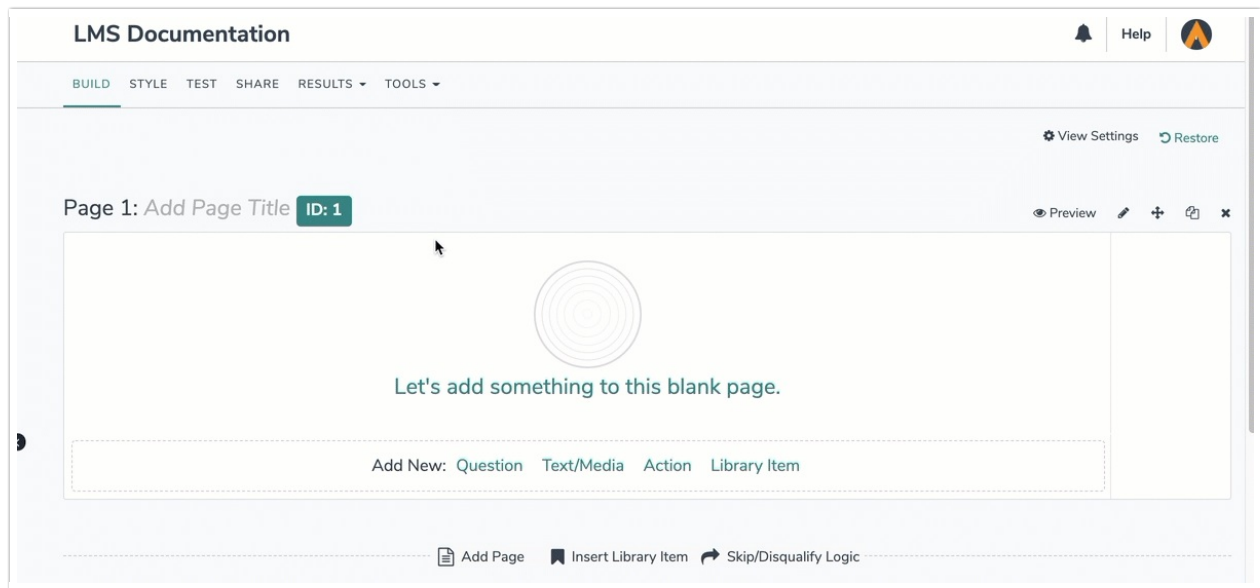 LMS Documentation
Help
BUILD STYLE TEST SHARE RESULTS TOOLS
View Settings Restore
Page 1: Add Page Title ID: 1
Preview
Let's add something to this blank page.
Add New: Question Text/Media Action Library Item
Add Page Insert Library Item Skip/Disqualify Logic